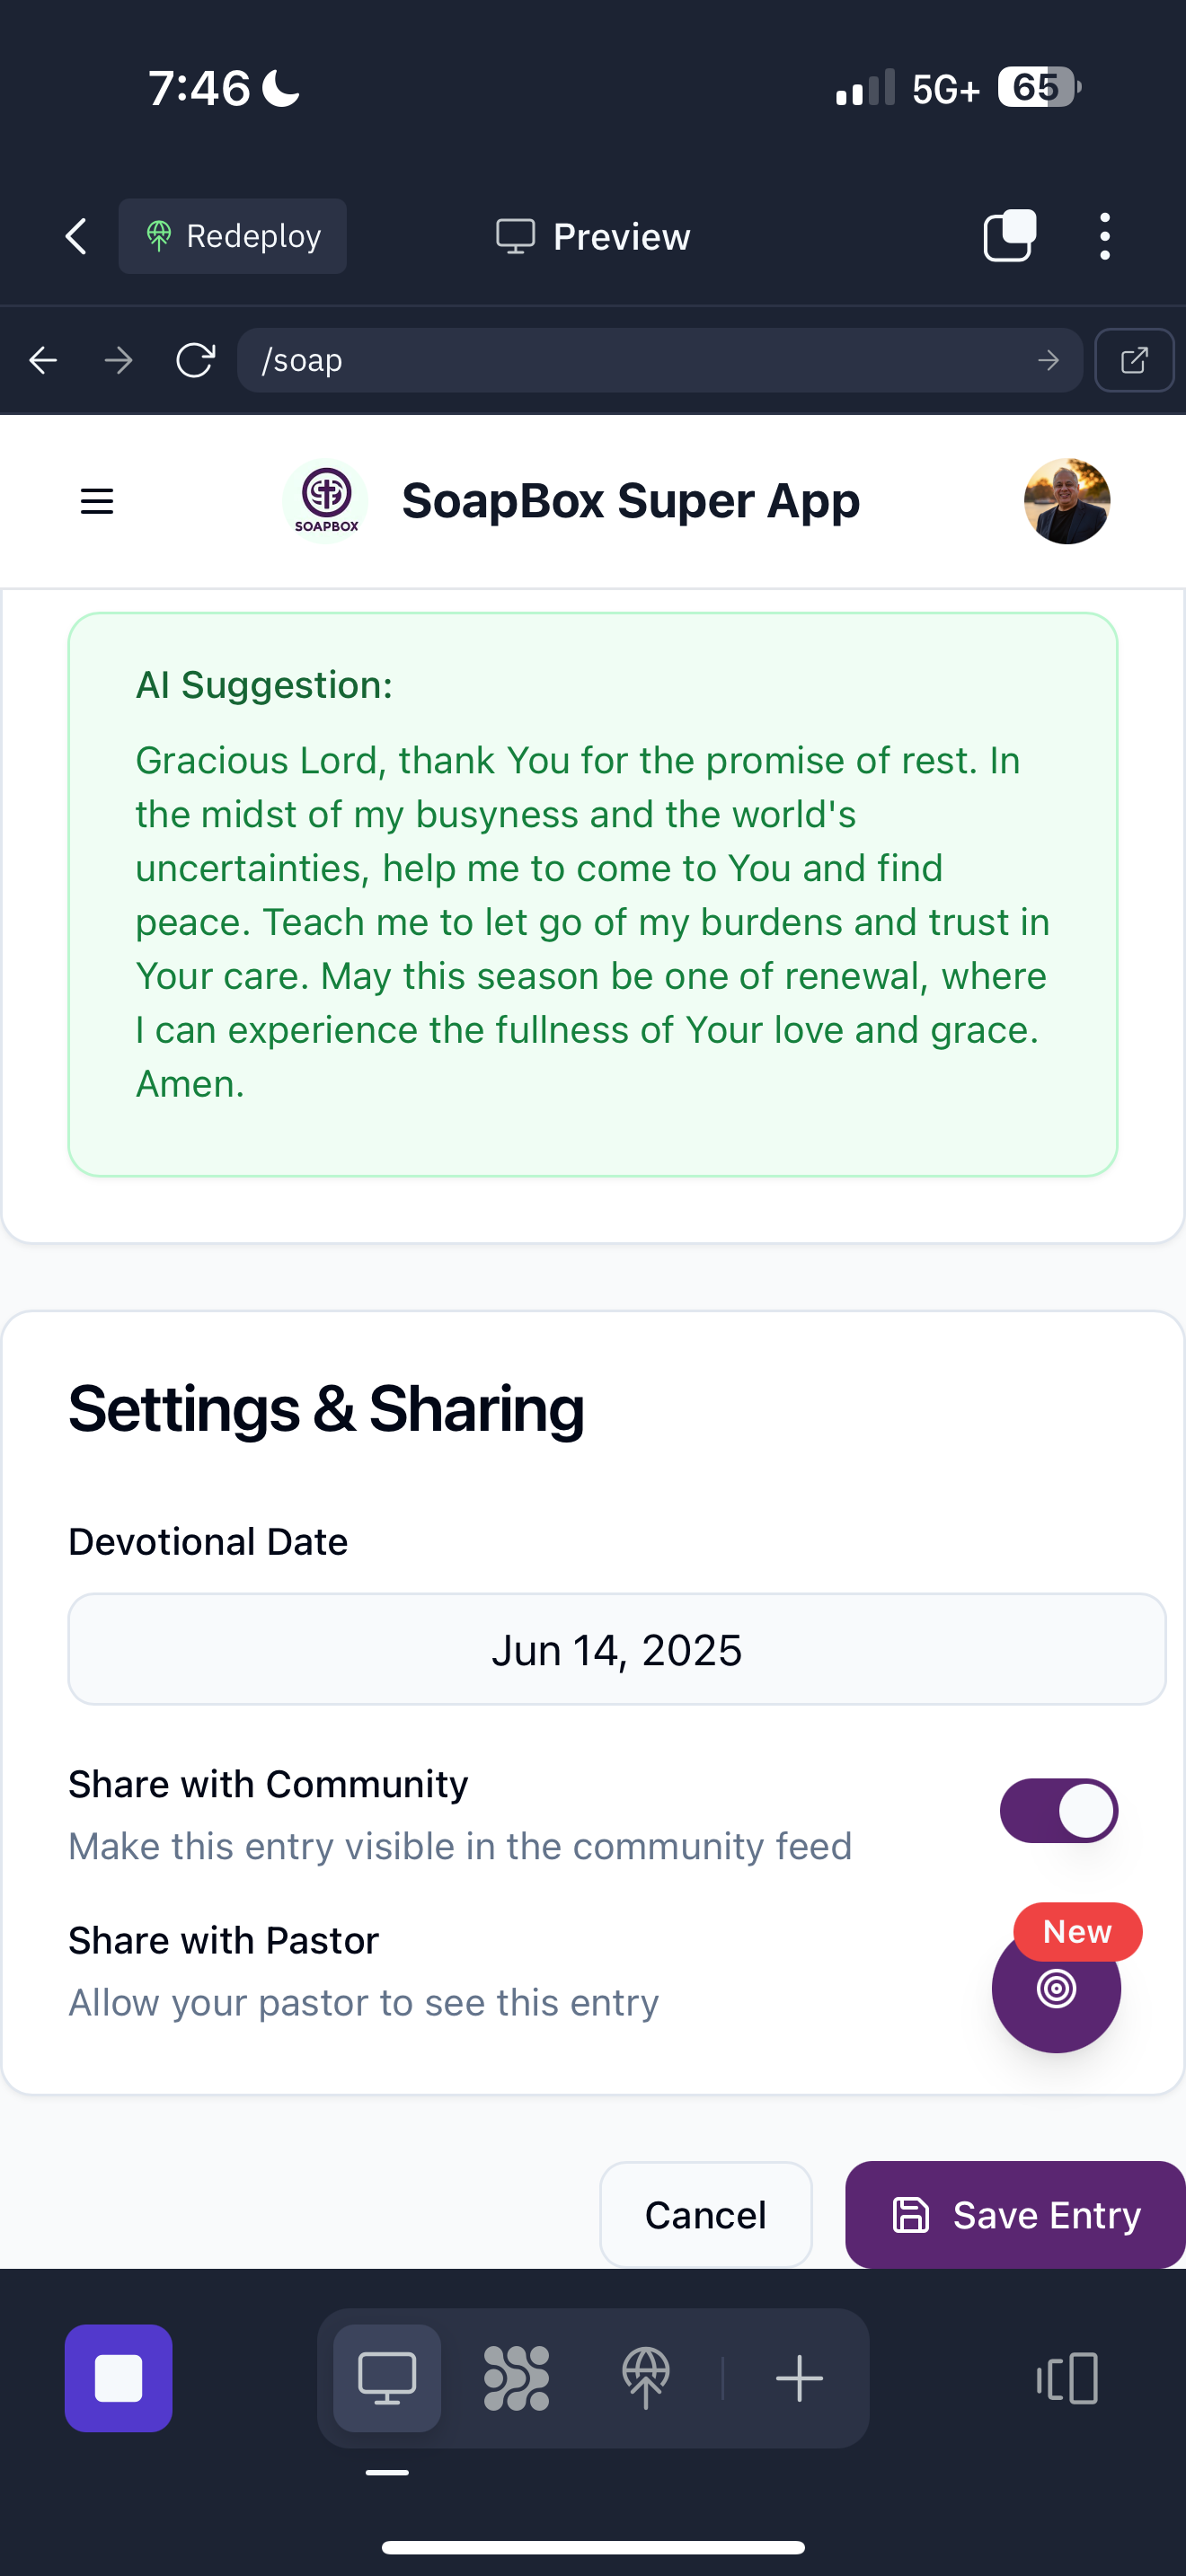 7:46
5G+
65
Redeploy
Preview
/soap
SOAPBOX
SoapBox Super App
AI Suggestion:
Gracious Lord, thank You for the promise of rest. In
the midst of my busyness and the world's
uncertainties, help me to come to You and find
peace. Teach me to let go of my burdens and trust in
Your care. May this season be one of renewal, where
I can experience the fullness of Your love and grace.
Amen.
Settings & Sharing
Devotional Date
Jun 14, 2025
Share with Community
Make this entry visible in the community feed
Share with Pastor
New
Allow your pastor to see this entry
Cancel
Save Entry